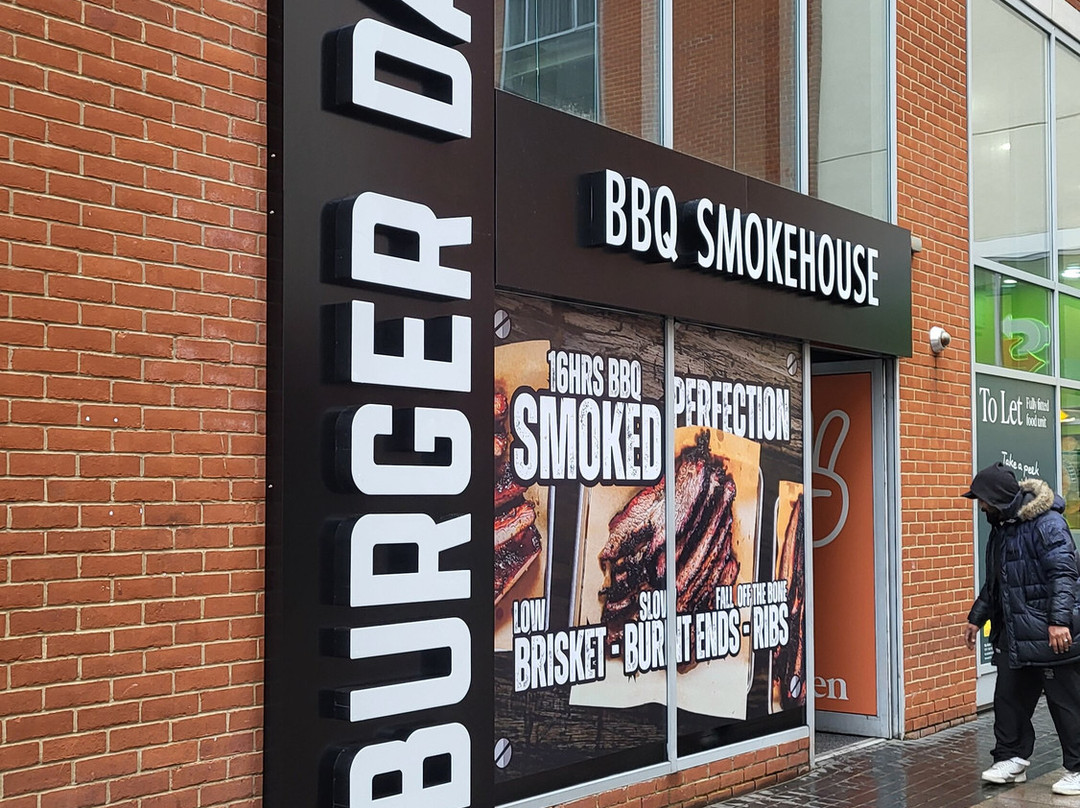 BURGER DA
BBQ SMOKEHOUSE
16HRS BBQ
SMOKED PERFECTION
LOW SLOW FALL OFF THE BONE
BRISKET - BURNT ENDS - RIBS
en
To Let Fully fitted
food unit
Take a peek